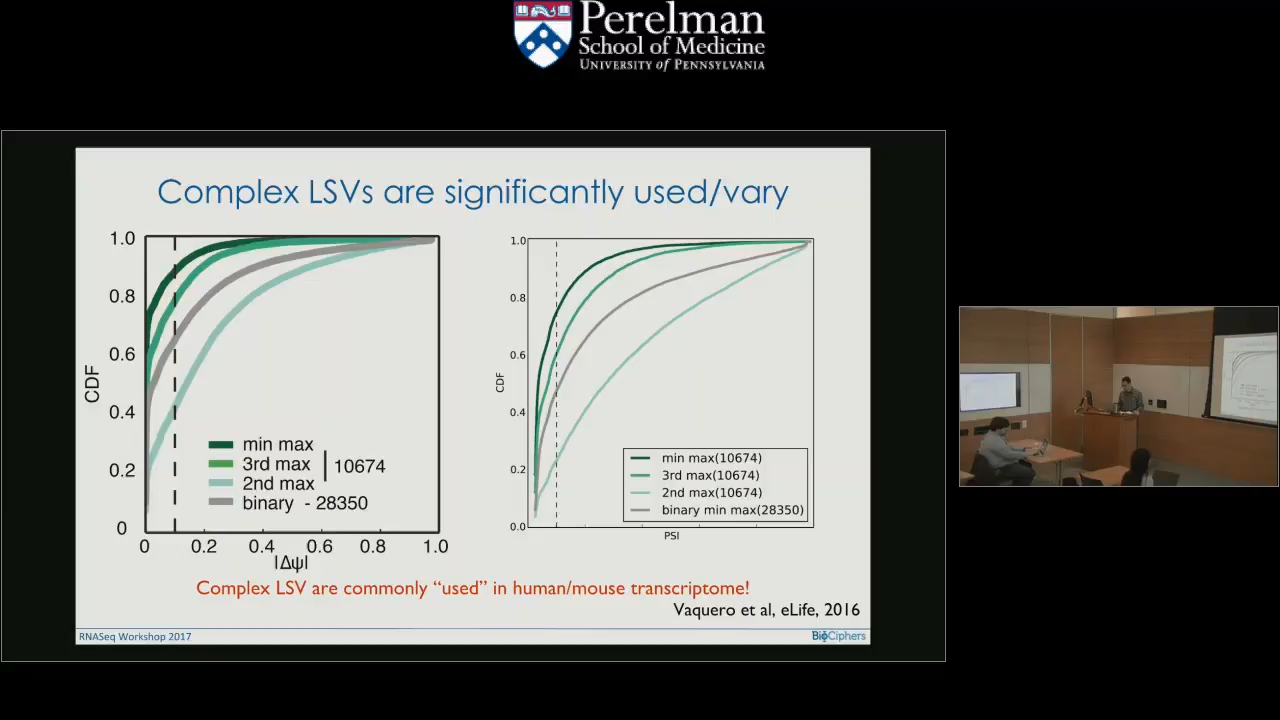 Perelman
School of Medicine
UNIVERSITY of PENNSYLVANIA
Complex LSVs are significantly used/vary
1.0
0.8
0.6
0.4
0.2
0
CDF
0 0.2 0.4 0.6 0.8 1.0
|Δψ|
min max
3rd max
2nd max
10674
binary - 28350
1.0
0.8
0.6
0.4
0.2
0.0
CDF
PSI
min max(10674)
3rd max(10674)
2nd max(10674)
binary min max(28350)
Complex LSV are commonly “used” in human/mouse transcriptome!
Vaquero et al, eLife, 2016
RNASeq Workshop 2017
BioCiphers